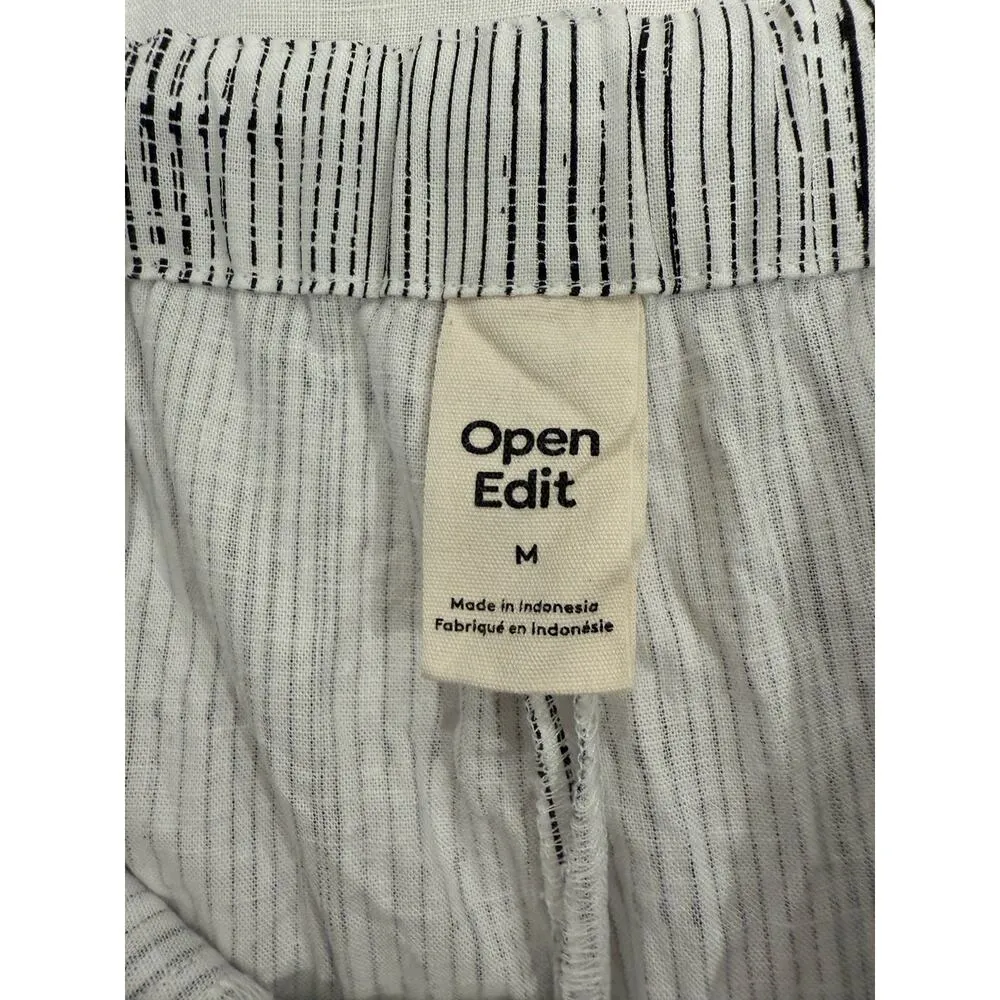 Open
Edit
M
Made in Indonesia
Fabriqué en Indonésie